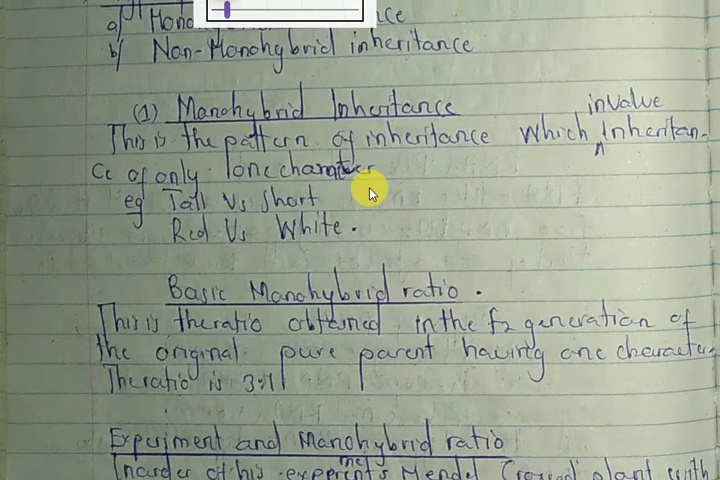 a) Mono ce
b) Non-Monohybrid inheritance
(1) Monohybrid Inheritance
involve
This is the pattern of inheritance which inheritan-
ce of only 1 one character
eg Tall Vs Short
Red Vs White.
Basic Monohybrid ratio.
This is the ratio obtained in the f2 generation of
the original pure parent having one character
The ratio is 3:1
Experiment and Monohybrid ratio
In order of his experiments Mendel crossed plant with